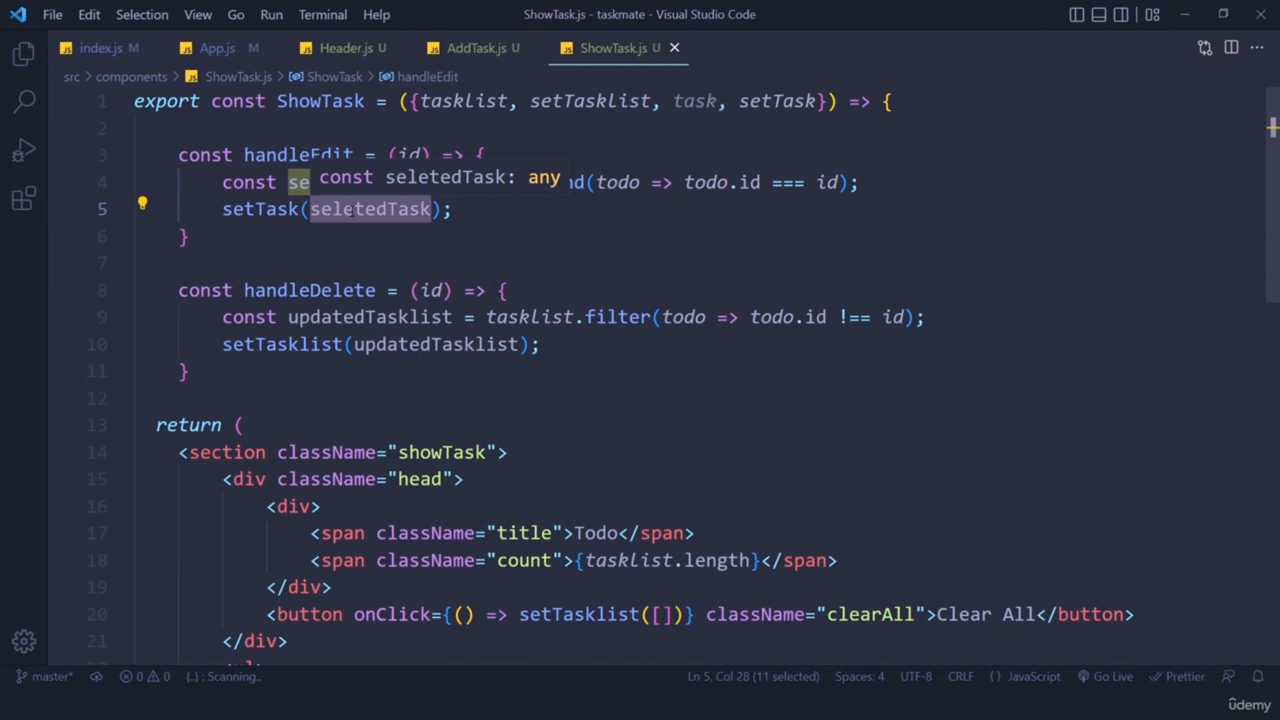 File Edit Selection View Go Run Terminal Help ShowTask.js - taskmate - Visual Studio Code
index.js M App.js M Header.js U AddTask.js U ShowTask.js U
src > components > ShowTask.js > ShowTask > handleEdit
1 export const ShowTask = ({tasklist, setTasklist, task, setTask}) => {
2
3 const handleEdit = (id) => {
const seletedTask: any
4 const se nd(todo => todo.id === id);
5 setTask(seletedTask);
6 }
7
8 const handleDelete = (id) => {
9 const updatedTasklist = tasklist.filter(todo => todo.id !== id);
10 setTasklist(updatedTasklist);
11 }
12
13 return (
14 <section className="showTask">
15 <div className="head">
16 <div>
17 <span className="title">Todo</span>
18 <span className="count">{tasklist.length}</span>
19 </div>
20 <button onClick={() => setTasklist([])} className="clearAll">Clear All</button>
21 </div>
master* 0 0 {..} : Scanning.. Ln 5, Col 28 (11 selected) Spaces: 4 UTF-8 CRLF {} JavaScript Go Live Prettier
ûdemy